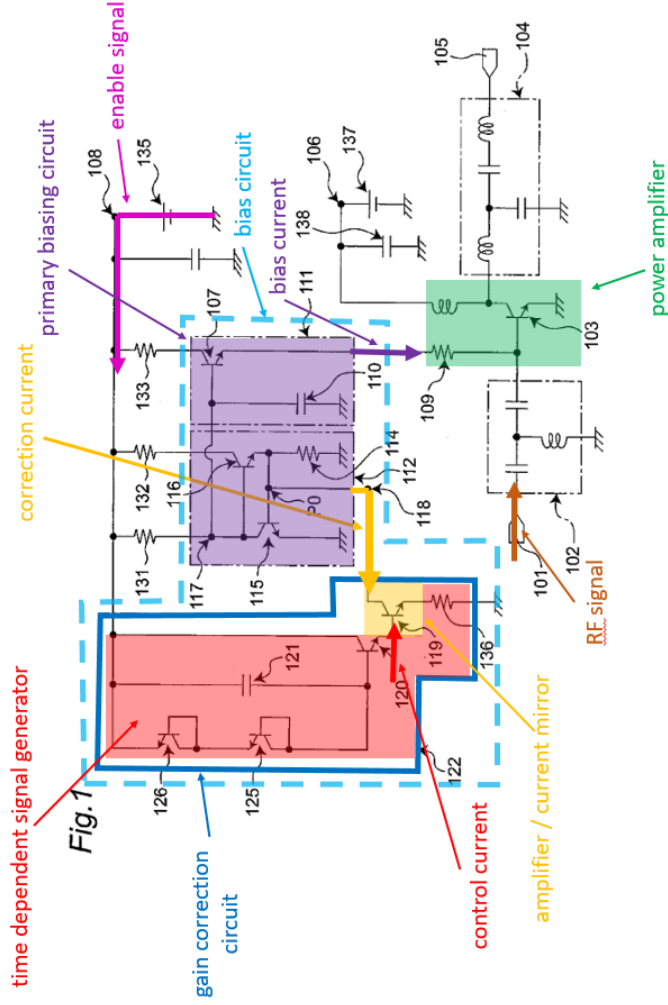 time dependent signal generator
Fig.1
gain correction
circuit
126
125
121
122
120
119
136
control current
amplifier / current mirror
correction current
131
132
133
117
116
115
P0
114
112
118
primary biasing circuit
bias circuit
bias current
107
111
110
109
enable signal
108
135
106
137
138
101
RF signal
102
103
power amplifier
104
105